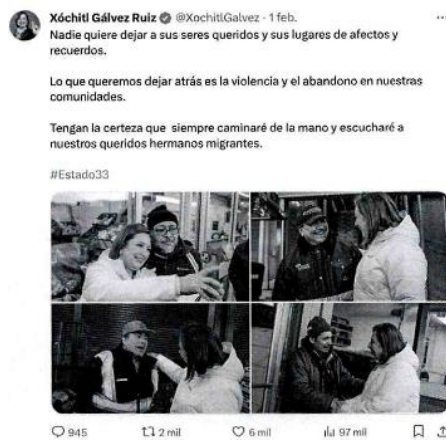 Xóchitl Gálvez Ruiz @XochitlGalvez · 1 feb.
Nadie quiere dejar a sus seres queridos y sus lugares de afectos y
recuerdos.
Lo que queremos dejar atrás es la violencia y el abandono en nuestras
comunidades.
Tengan la certeza que siempre caminaré de la mano y escucharé a
nuestros queridos hermanos migrantes.
#Estado33
945 2 mil 6 mil 97 mil